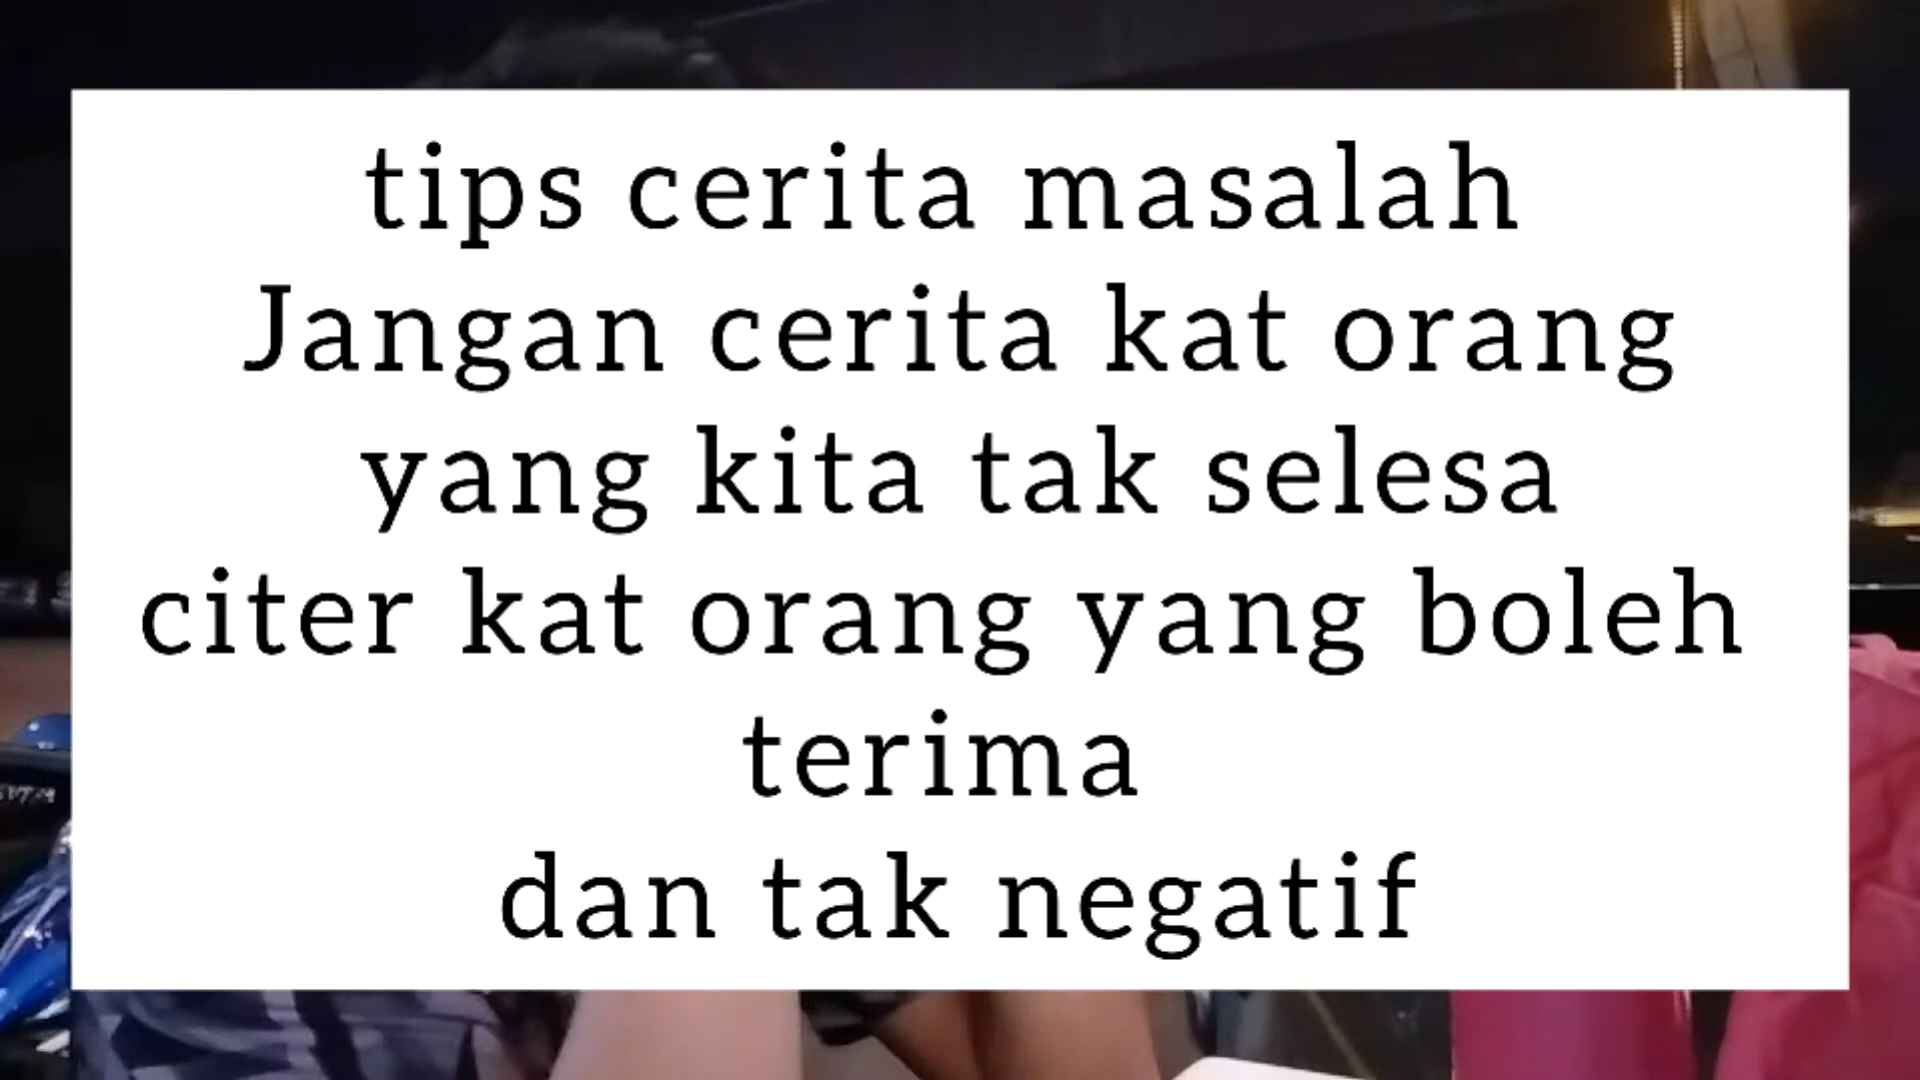 tips cerita masalah
Jangan cerita kat orang
yang kita tak selesa
citer kat orang yang boleh
terima
dan tak negatif